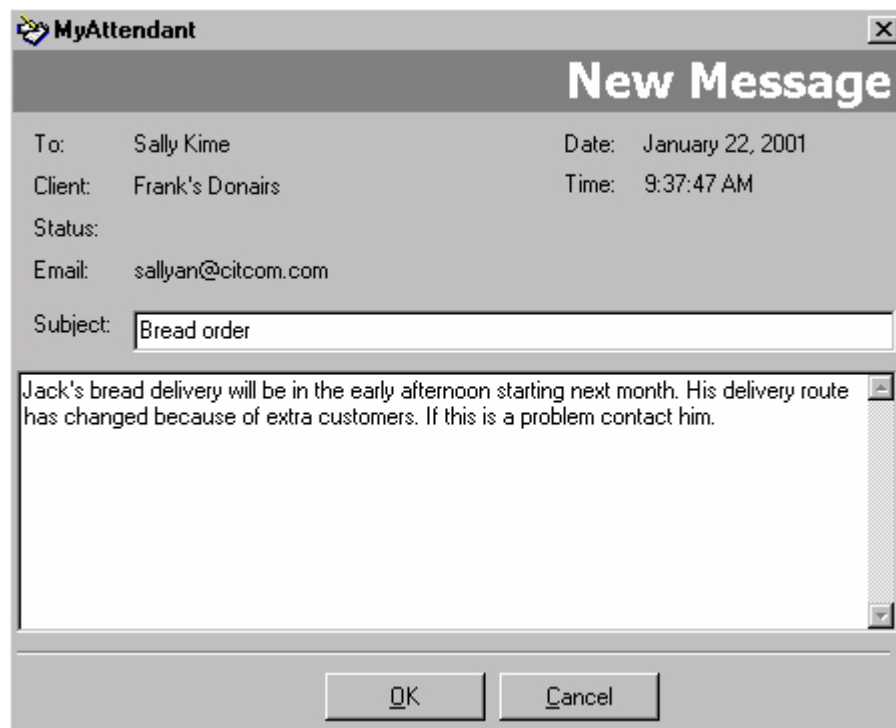 MyAttendant
New Message
To: Sally Kime Date: January 22, 2001
Client: Frank's Donairs Time: 9:37:47 AM
Status:
Email: sallyan@citcom.com
Subject: Bread order
Jack's bread delivery will be in the early afternoon starting next month. His delivery route
has changed because of extra customers. If this is a problem contact him.
OK Cancel